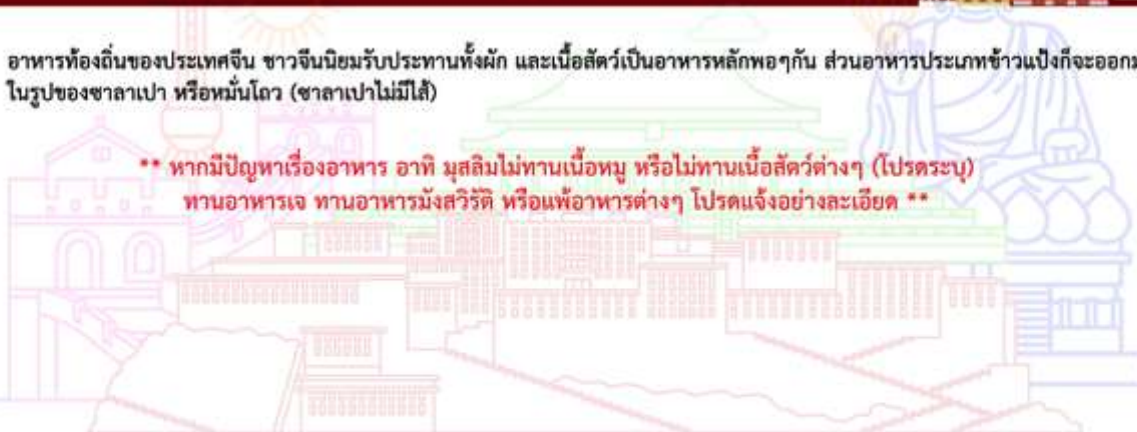 อาหารท้องถิ่นของประเทศจีน ชาวจีนนิยมรับประทานทั้งผัก และเนื้อสัตว์เป็นอาหารหลักพอๆกัน ส่วนอาหารประเภทข้าวแป้งก็จะออกม
ในรูปของซาลาเปา หรือหมั่นโถว (ซาลาเปาไม่มีไส้)
** หากมีปัญหาเรื่องอาหาร อาทิ มุสลิมไม่ทานเนื้อหมู หรือไม่ทานเนื้อสัตว์ต่างๆ (โปรดระบุ)
ทานอาหารเจ ทานอาหารมังสวิรัติ หรือแพ้อาหารต่างๆ โปรดแจ้งอย่างละเอียด **